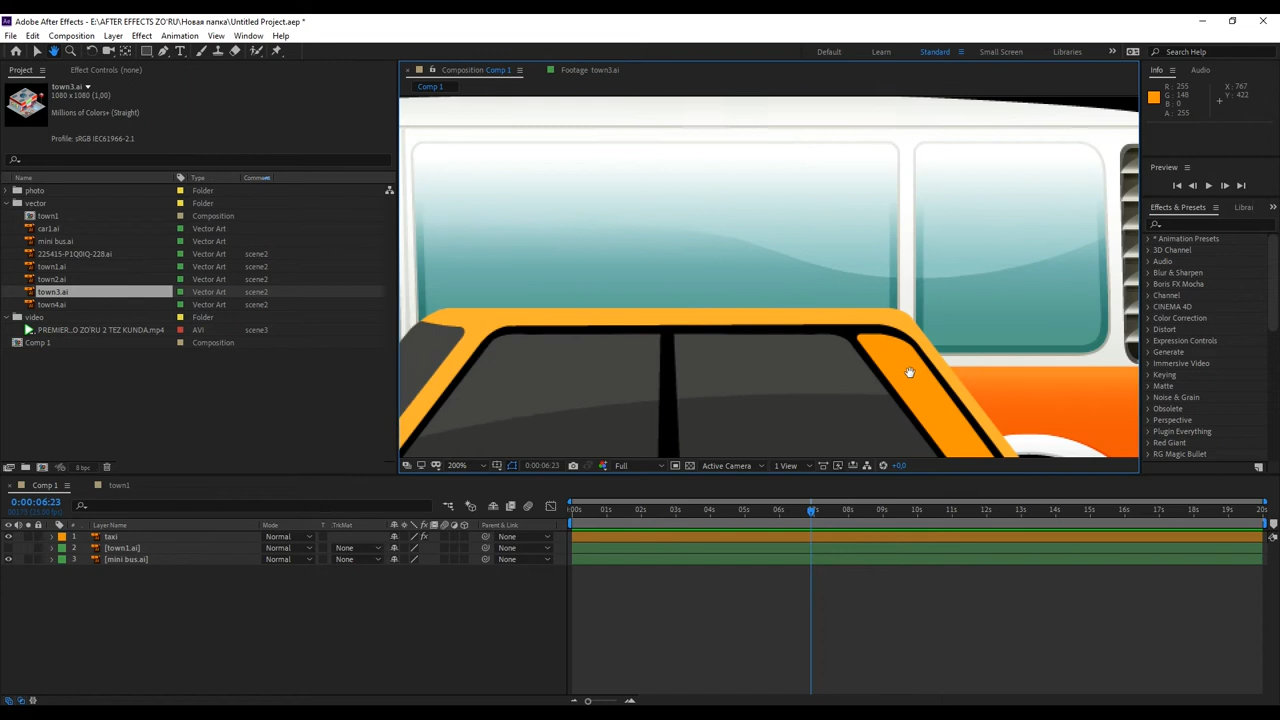 Adobe After Effects - E:\AFTER EFFECTS ZO'RU\Новая папка\Untitled Project.aep *
File Edit Composition Layer Effect Animation View Window Help
Default Learn Standard Small Screen Libraries Search Help
Project Effect Controls (none) Composition Comp 1 Footage town3.ai Info Audio
Comp 1
town3.ai
1080 x 1080 (1,00)
Millions of Colors+ (Straight)
Profile: sRGB IEC61966-2.1
R: 255
G: 148
B: 0
A: 255
X: 767
Y: 422
Preview
Name Type Comment
photo Folder
vector Folder
town1 Composition
car1.ai Vector Art
mini bus.ai Vector Art
225415-P1Q0IQ-228.ai Vector Art scene2
town1.ai Vector Art scene2
town2.ai Vector Art scene2
town3.ai Vector Art scene2
town4.ai Vector Art scene2
video Folder
PREMIER...O ZO'RU 2 TEZ KUNDA.mp4 AVI scene3
Comp 1 Composition
Effects & Presets Librai
* Animation Presets
3D Channel
Audio
Blur & Sharpen
Boris FX Mocha
Channel
CINEMA 4D
Color Correction
Distort
Expression Controls
Generate
Immersive Video
Keying
Matte
Noise & Grain
Obsolete
Perspective
Plugin Everything
Red Giant
RG Magic Bullet
8 bpc
200% 0:00:06:23 Full Active Camera 1 View +0,0
Comp 1 town1
0:00:06:23
00173 (25.00 fps)
:00s 01s 02s 03s 04s 05s 06s 08s 09s 10s 11s 12s 13s 14s 15s 16s 17s 18s 19s 20s
# Layer Name Mode T .TrkMat Parent & Link
1 taxi Normal None
2 [town1.ai] Normal None None
3 [mini bus.ai] Normal None None